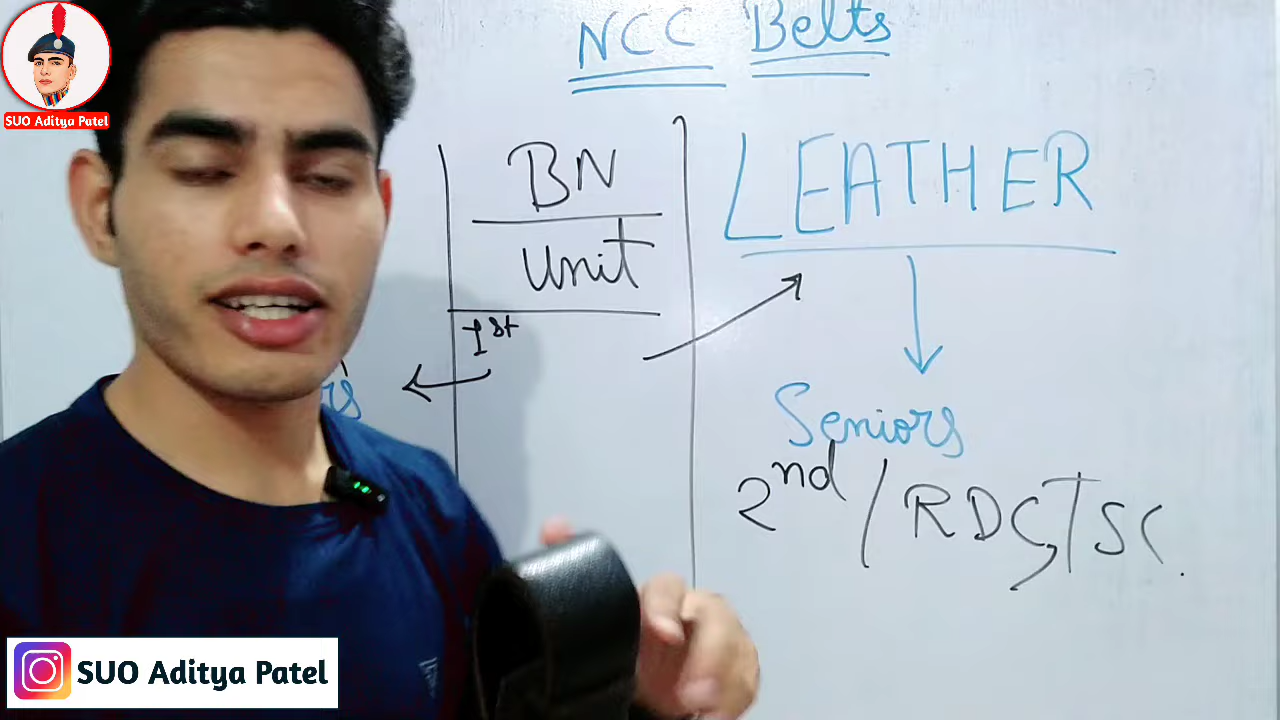 NCC Belts
SUO Aditya Patel
BN
Unit
1st
LEATHER
Seniors
2nd / RDC, TSC.
SUO Aditya Patel